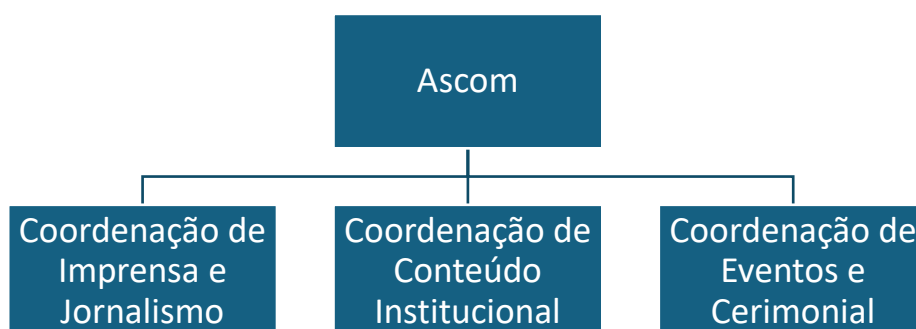 Ascom
Coordenação de
Imprensa e
Jornalismo
Coordenação de
Conteúdo
Institucional
Coordenação de
Eventos e
Cerimonial